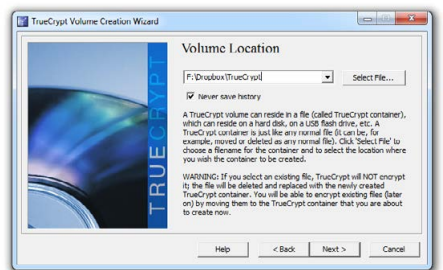 TrueCrypt Volume Creation Wizard
TRUECRYPT
Volume Location
F:\Dropbox\TrueCrypt
Select File...
Never save history
A TrueCrypt volume can reside in a file (called TrueCrypt container),
which can reside on a hard disk, on a USB flash drive, etc. A
TrueCrypt container is just like any normal file (it can be, for
example, moved or deleted as any normal file). Click 'Select File' to
choose a filename for the container and to select the location where
you wish the container to be created.
WARNING: If you select an existing file, TrueCrypt will NOT encrypt
it; the file will be deleted and replaced with the newly created
TrueCrypt container. You will be able to encrypt existing files (later
on) by moving them to the TrueCrypt container that you are about
to create now.
Help
< Back
Next >
Cancel